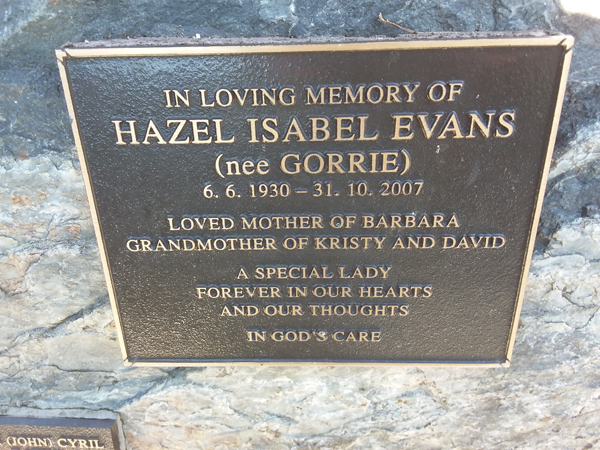 IN LOVING MEMORY OF
HAZEL ISABEL EVANS
(nee GORRIE)
6. 6. 1930 – 31. 10. 2007
LOVED MOTHER OF BARBARA
GRANDMOTHER OF KRISTY AND DAVID
A SPECIAL LADY
FOREVER IN OUR HEARTS
AND OUR THOUGHTS
IN GOD'S CARE
(JOHN) CYRIL